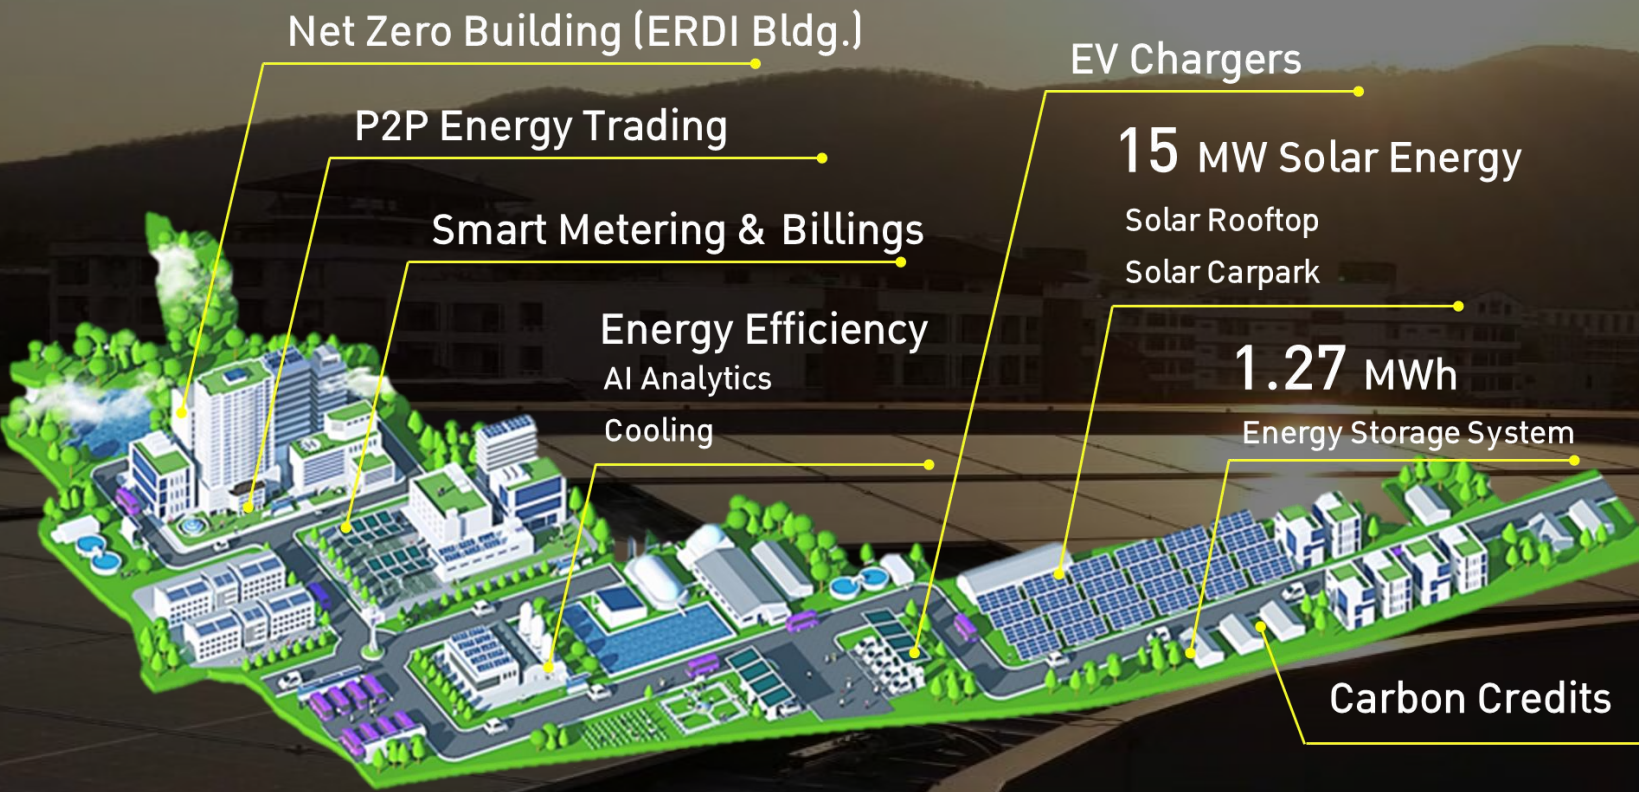 Net Zero Building (ERDI Bldg.)
P2P Energy Trading
Smart Metering & Billings
Energy Efficiency
AI Analytics
Cooling
EV Chargers
15 MW Solar Energy
Solar Rooftop
Solar Carpark
1.27 MWh
Energy Storage System
Carbon Credits